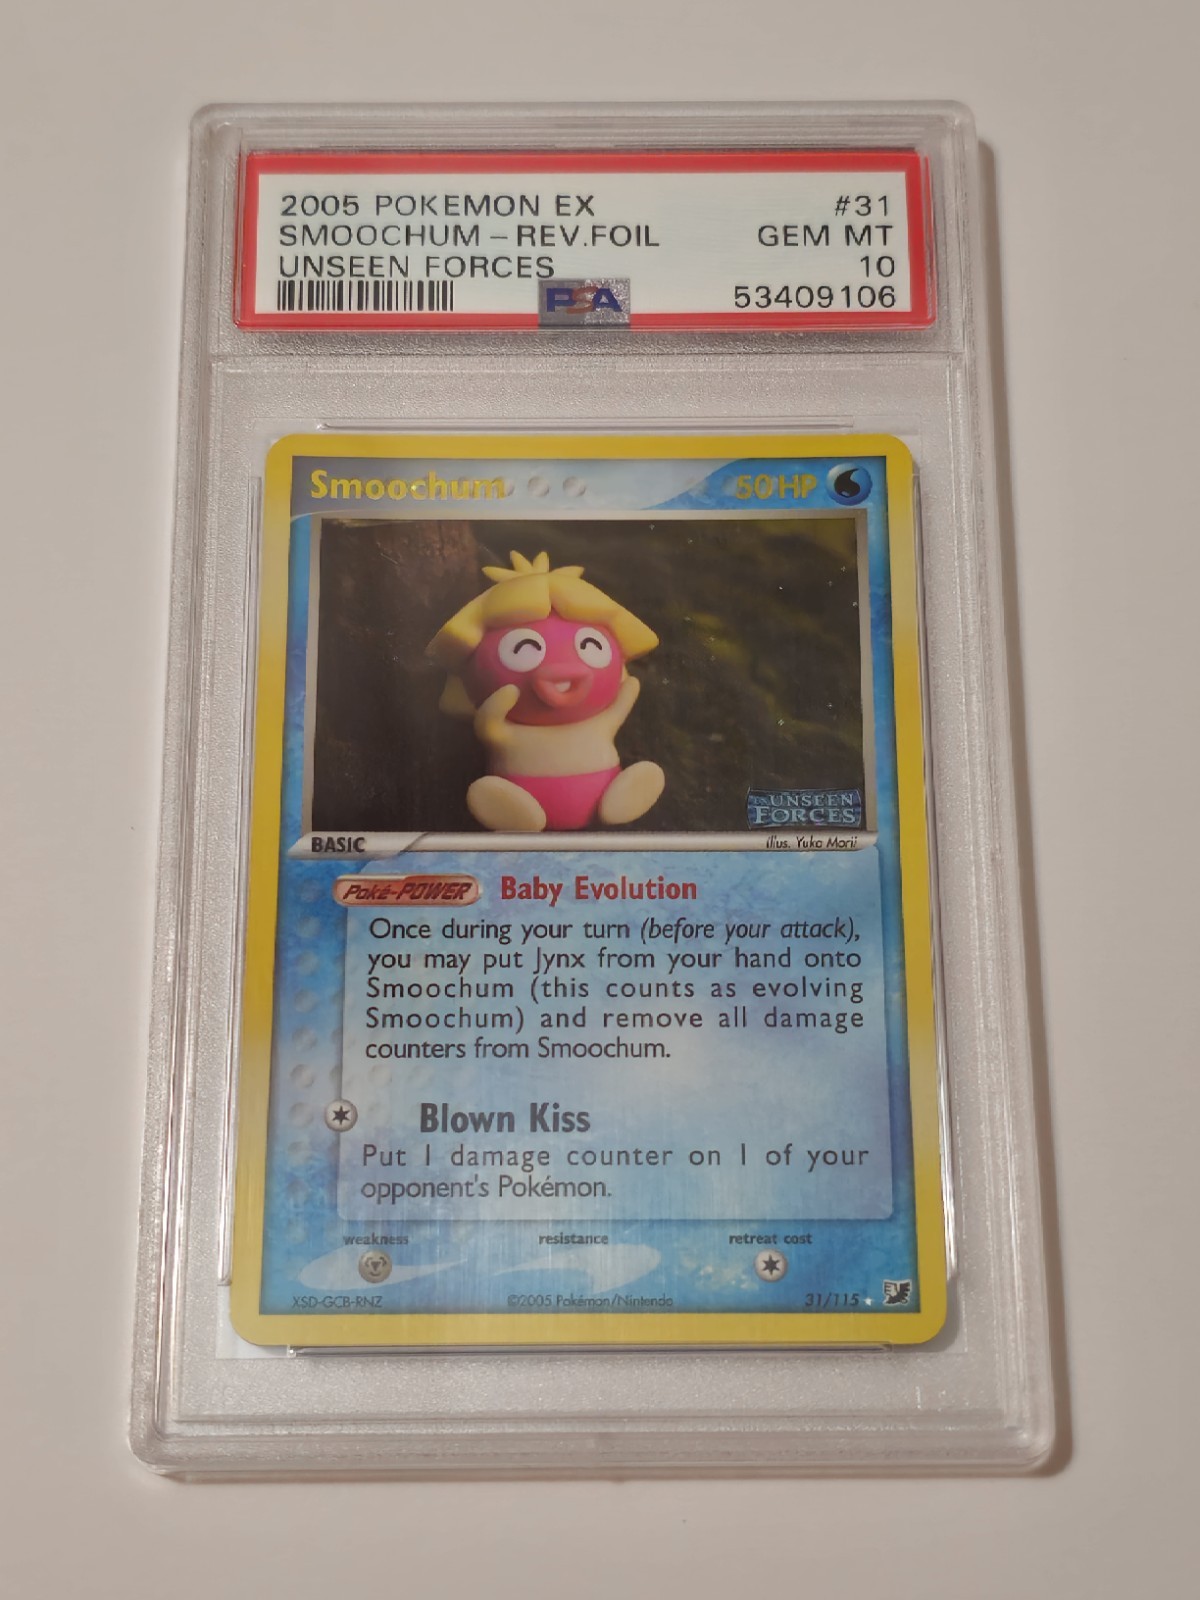 2005 POKEMON EX #31
SMOOCHUM - REV.FOIL GEM MT
UNSEEN FORCES 10
PSA 53409106
Smoochum 50 HP
EX UNSEEN
FORCES
BASIC illus. Yuka Morii
Poké-POWER Baby Evolution
Once during your turn (before your attack),
you may put Jynx from your hand onto
Smoochum (this counts as evolving
Smoochum) and remove all damage
counters from Smoochum.
Blown Kiss
Put 1 damage counter on 1 of your
opponent's Pokémon.
weakness resistance retreat cost
XSD-GCB-RNZ ©2005 Pokémon/Nintendo 31/115